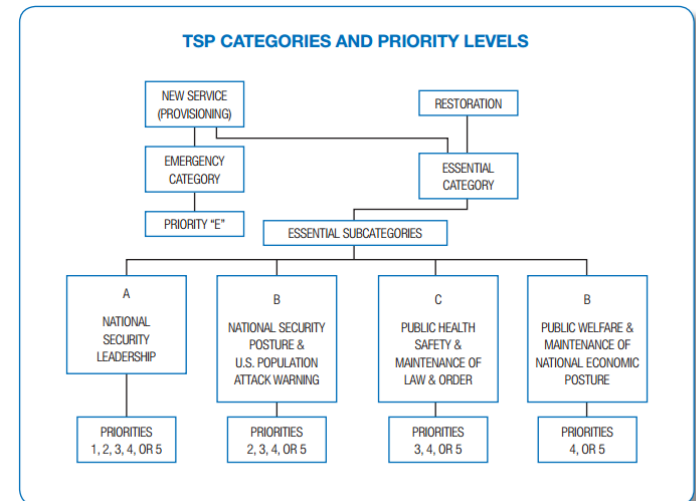 TSP CATEGORIES AND PRIORITY LEVELS
NEW SERVICE
(PROVISIONING)
RESTORATION
EMERGENCY
CATEGORY
ESSENTIAL
CATEGORY
PRIORITY “E”
ESSENTIAL SUBCATEGORIES
A
NATIONAL
SECURITY
LEADERSHIP
B
NATIONAL SECURITY
POSTURE &
U.S. POPULATION
ATTACK WARNING
C
PUBLIC HEALTH
SAFETY &
MAINTENANCE OF
LAW & ORDER
B
PUBLIC WELFARE &
MAINTENANCE OF
NATIONAL ECONOMIC
POSTURE
PRIORITIES
1, 2, 3, 4, OR 5
PRIORITIES
2, 3, 4, OR 5
PRIORITIES
3, 4, OR 5
PRIORITIES
4, OR 5